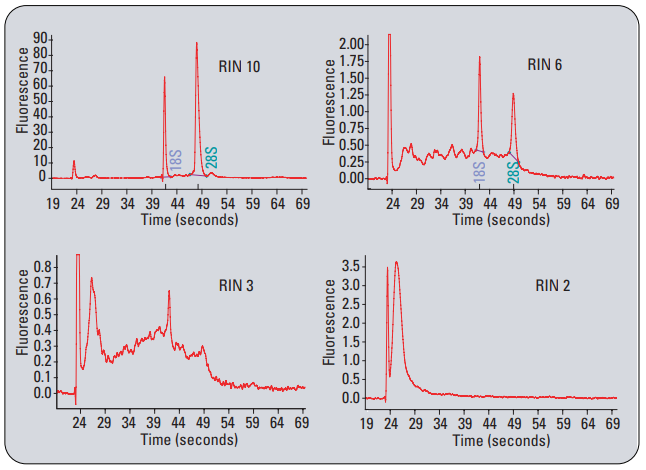 RIN 10
Fluorescence
90
80
70
60
50
40
30
20
10
0
18S
28S
19 24 29 34 39 44 49 54 59 64 69
Time (seconds)
RIN 6
Fluorescence
2.00
1.75
1.50
1.25
1.00
0.75
0.50
0.25
0.00
18S
28S
24 29 34 39 44 49 54 59 64 69
Time (seconds)
RIN 3
Fluorescence
0.8
0.7
0.6
0.5
0.4
0.3
0.2
0.1
0.0
24 29 34 39 44 49 54 59 64 69
Time (seconds)
RIN 2
Fluorescence
3.5
3.0
2.5
2.0
1.5
1.0
0.5
0.0
19 24 29 34 39 44 49 54 59 64 69
Time (seconds)